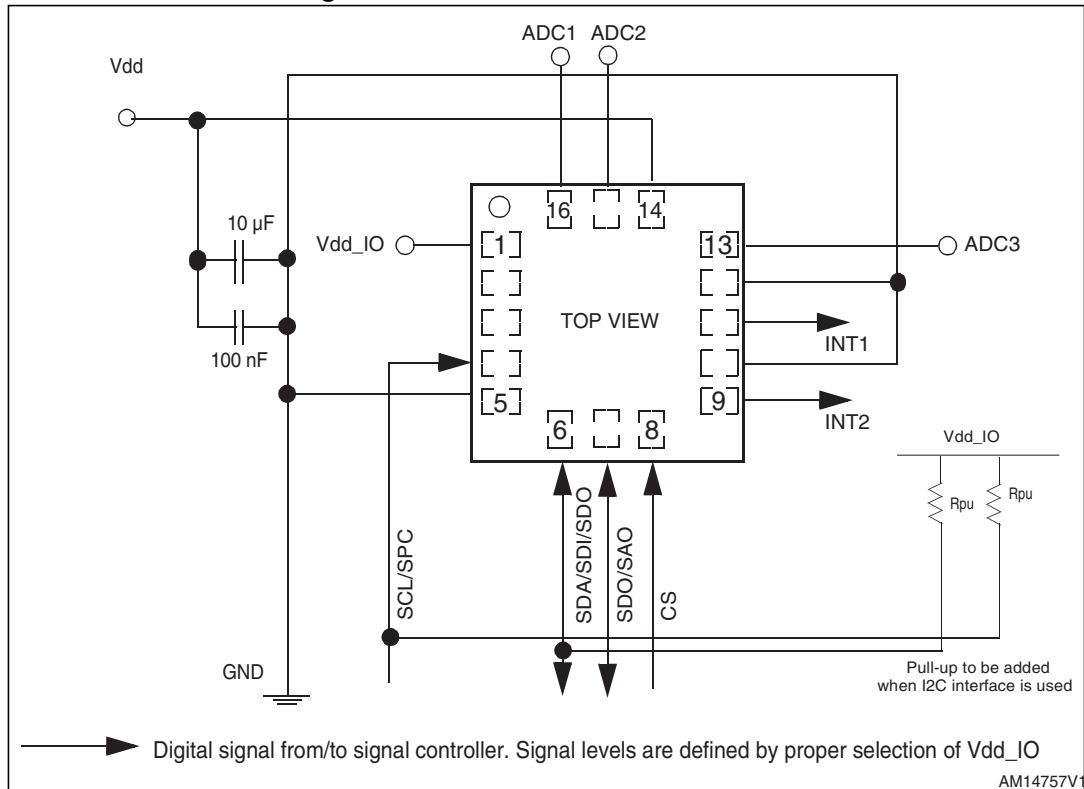 ADC1 ADC2
Vdd
10 µF
Vdd_IO
100 nF
16
14
1
13
ADC3
TOP VIEW
INT1
5
9
INT2
6
8
Vdd_IO
Rpu
Rpu
SCL/SPC
SDA/SDI/SDO
SDO/SAO
CS
GND
Pull-up to be added
when I2C interface is used
Digital signal from/to signal controller. Signal levels are defined by proper selection of Vdd_IO
AM14757V1